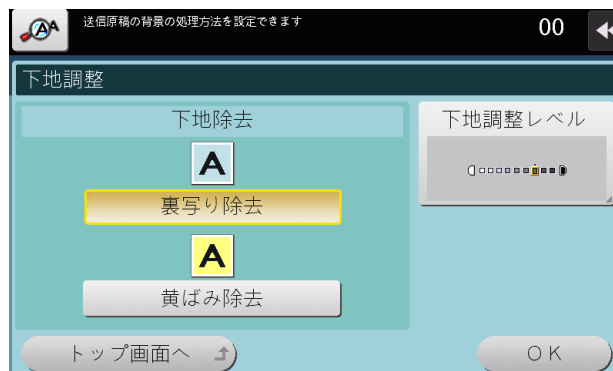 送信原稿の背景の処理方法を設定できます
00
下地調整
下地除去
下地調整レベル
A
裏写り除去
A
黄ばみ除去
トップ画面へ
OK